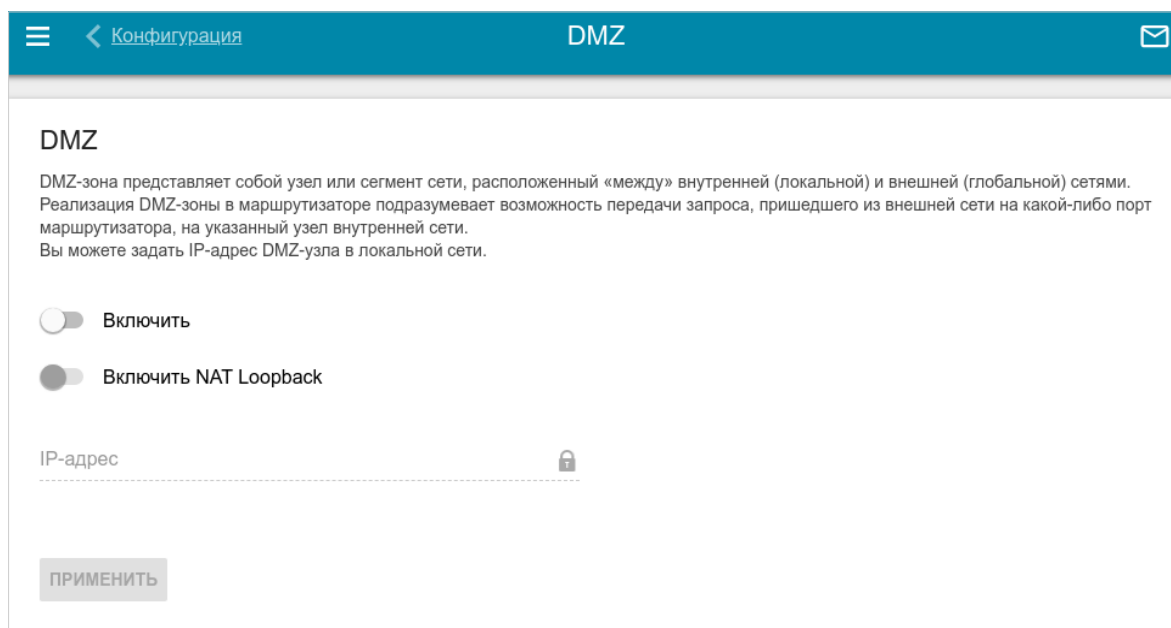 Конфигурация
DMZ
DMZ
DMZ-зона представляет собой узел или сегмент сети, расположенный «между» внутренней (локальной) и внешней (глобальной) сетями.
Реализация DMZ-зоны в маршрутизаторе подразумевает возможность передачи запроса, пришедшего из внешней сети на какой-либо порт
маршрутизатора, на указанный узел внутренней сети.
Вы можете задать IP-адрес DMZ-узла в локальной сети.
Включить
Включить NAT Loopback
IP-адрес
ПРИМЕНИТЬ